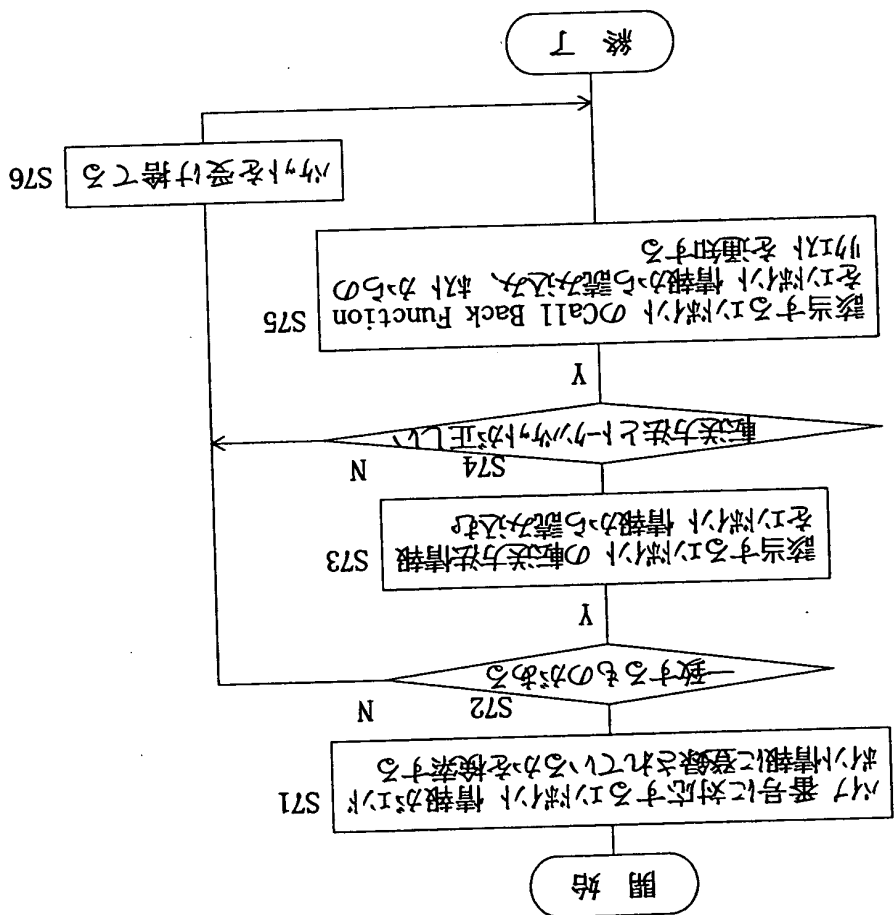 開 始
パイプ 番号に対応するエンドポイント 情報がエンド
ポイント情報に登録されているかを検索する
S71
一致するものがある
S72
N
Y
該当するエンドポイント の 転送方法情報
をエンドポイント 情報から読み込む
S73
転送方法とトークンパケットが正しい
S74
N
Y
該当するエンドポイント のCall Back Function
をエンドポイント 情報から読み込み、ホスト からの
リクエスト を通知する
S75
パケットを受け捨てる
S76
終 了